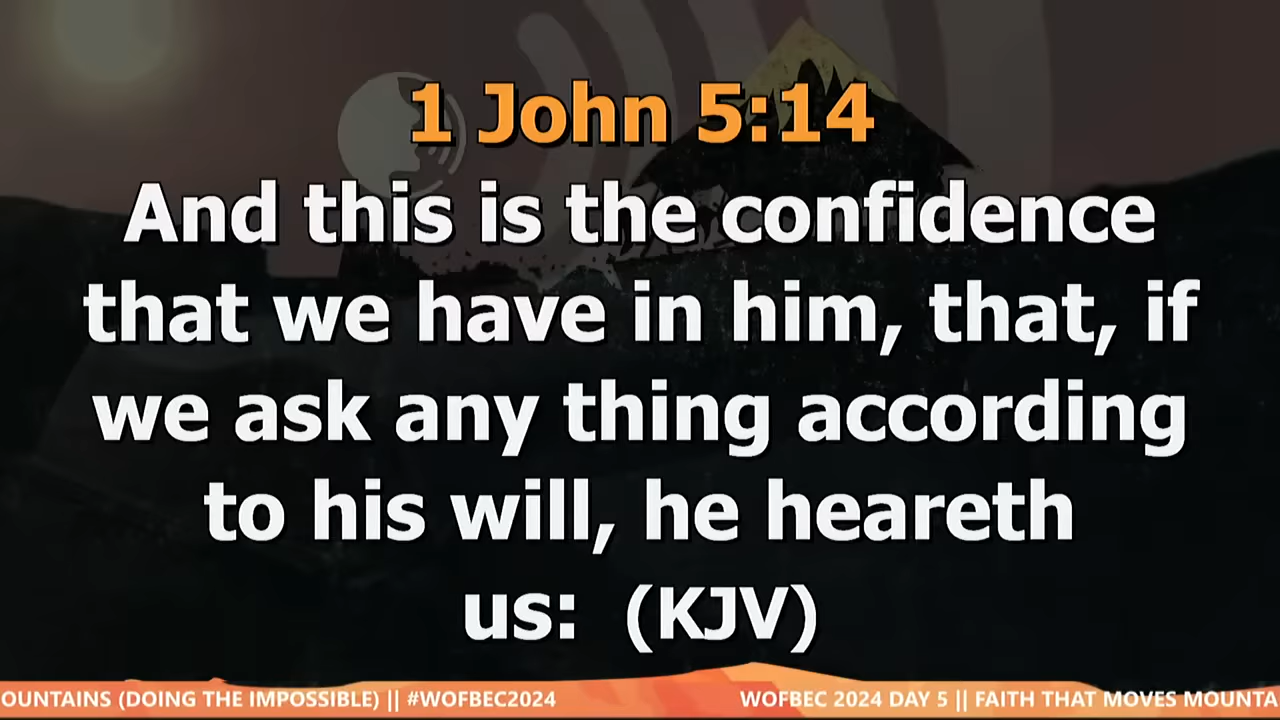 1 John 5:14
And this is the confidence
that we have in him, that, if
we ask any thing according
to his will, he heareth
us:  (KJV)
OUNTAINS (DOING THE IMPOSSIBLE) || #WOFBEC2024 WOFBEC 2024 DAY 5 || FAITH THAT MOVES MOUNTA